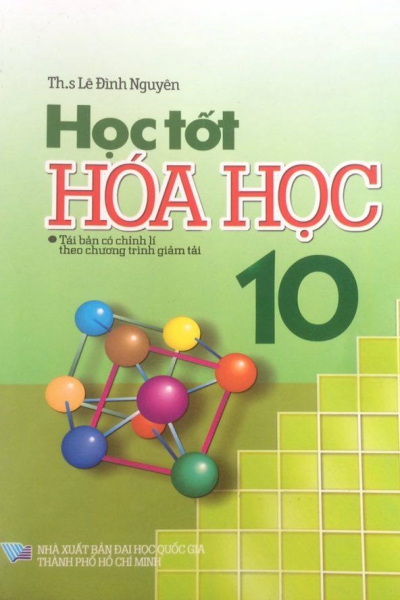 Th.s Lê Đình Nguyên
Học tốt
HÓA HỌC
● Tái bản có chỉnh lí
theo chương trình giảm tải
10
NHÀ XUẤT BẢN ĐẠI HỌC QUỐC GIA
THÀNH PHỐ HỒ CHÍ MINH